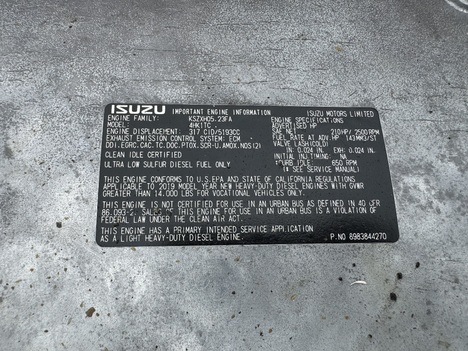 ISUZU IMPORTANT ENGINE INFORMATION ISUZU MOTORS LIMITED
ENGINE FAMILY: KSZXH05.23FA
MODEL: 4HK1TC
ENGINE DISPLACEMENT: 317 CID/5193CC
EXHAUST EMISSION CONTROL SYSTEM: ECM
DDI.EGRC.CAC.TC.DOC.PTOX.SCR-U.AMOX.NOS(2)
CLEAN IDLE CERTIFIED
ULTRA LOW SULFUR DIESEL FUEL ONLY
ENGINE SPECIFICATION
ADVERTISED HP
SAE NET 210HP/2500RPM
FUEL RATE AT ADV. HP 143MM3/ST
VALVE LASH(COLD)
IN: 0.024 IN. EXH: 0.024 IN.
INITIAL TIMING NA
CURB IDLE 650 RPM
THIS ENGINE CONFORMS TO U.S.EPA AND STATE OF CALIFORNIA REGULATIONS
APPLICABLE TO 2019 MODEL YEAR NEW HEAVY-DUTY DIESEL ENGINES WITH GVWR
GREATER THAN 14,000 LBS FOR VOCATIONAL VEHICLES ONLY.
THIS ENGINE IS NOT CERTIFIED FOR USE IN AN URBAN BUS AS DEFINED IN 40 CFR
86.093-2. SALES FOR USE IN AN URBAN BUS IS A VIOLATION OF
FEDERAL LAW UNDER THE CLEAN AIR ACT.
THIS ENGINE HAS A PRIMARY INTENDED SERVICE APPLICATION
AS A LIGHT HEAVY-DUTY DIESEL ENGINE.
P.NO 8983844270